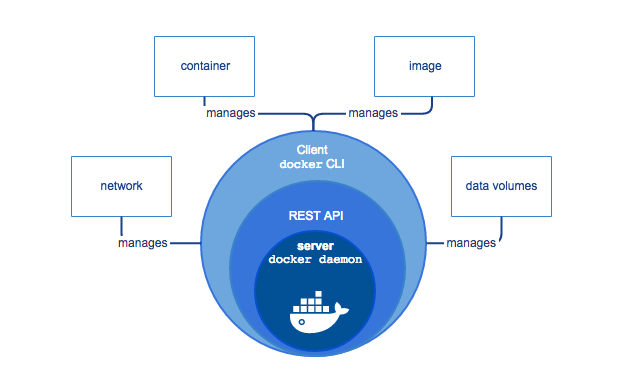 container
image
manages
manages
Client
docker CLI
network
data volumes
REST API
manages
manages
server
docker daemon